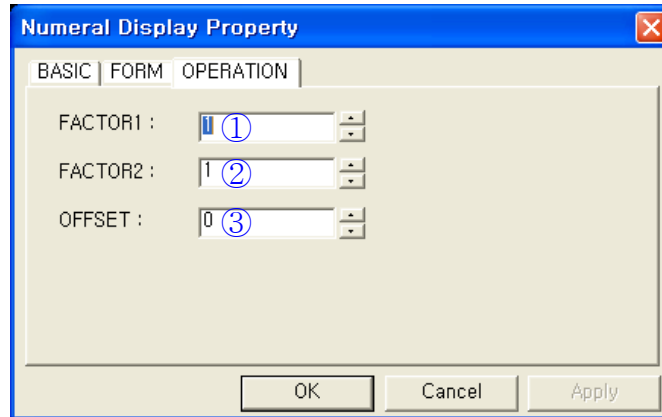 Numeral Display Property
BASIC FORM OPERATION
FACTOR1 : 1 ①
FACTOR2 : 1 ②
OFFSET : 0 ③
OK Cancel Apply